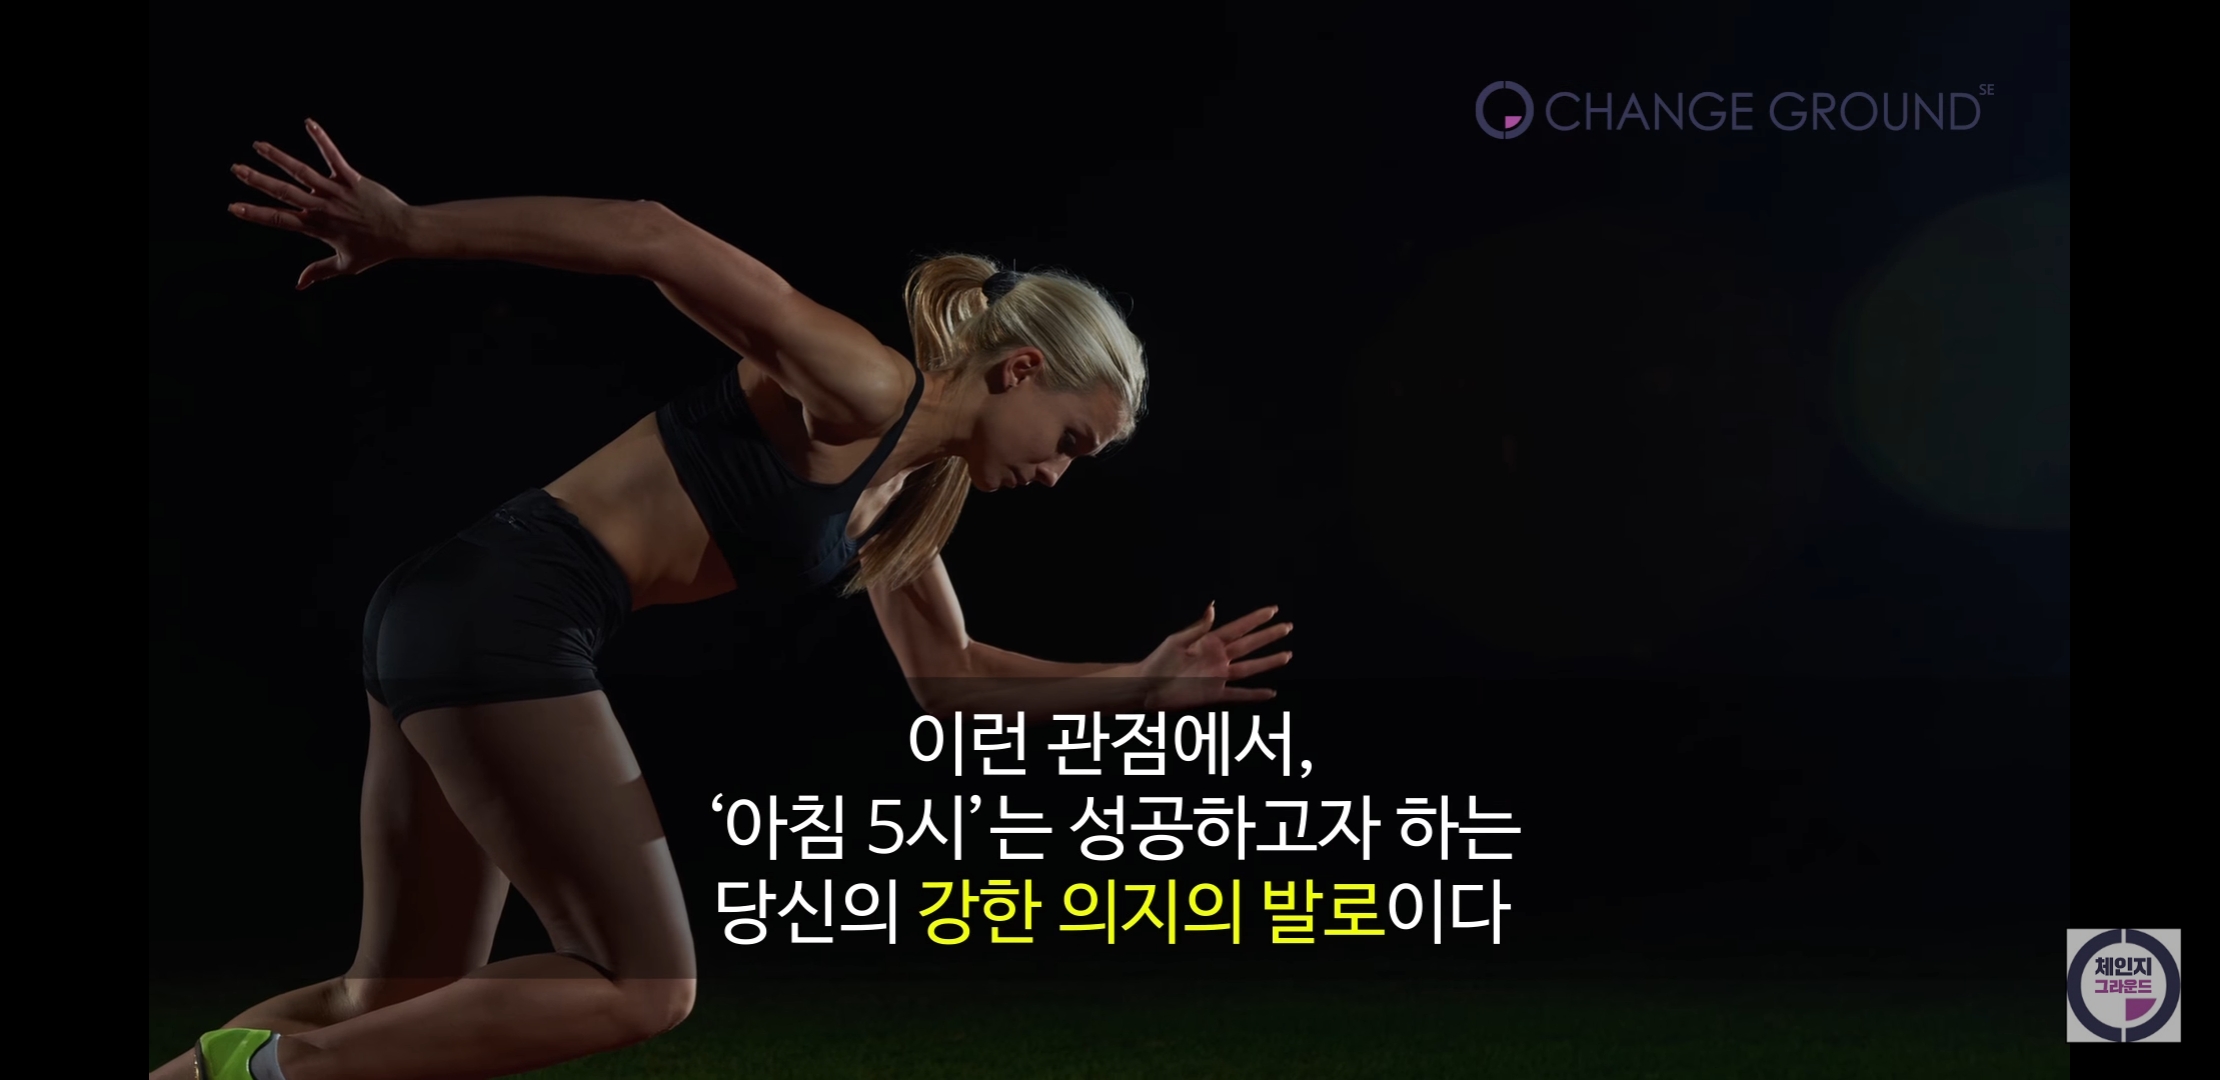 CHANGE GROUND SE
이런 관점에서,
‘아침 5시’는 성공하고자 하는
당신의 강한 의지의 발로이다
체인지
그라운드